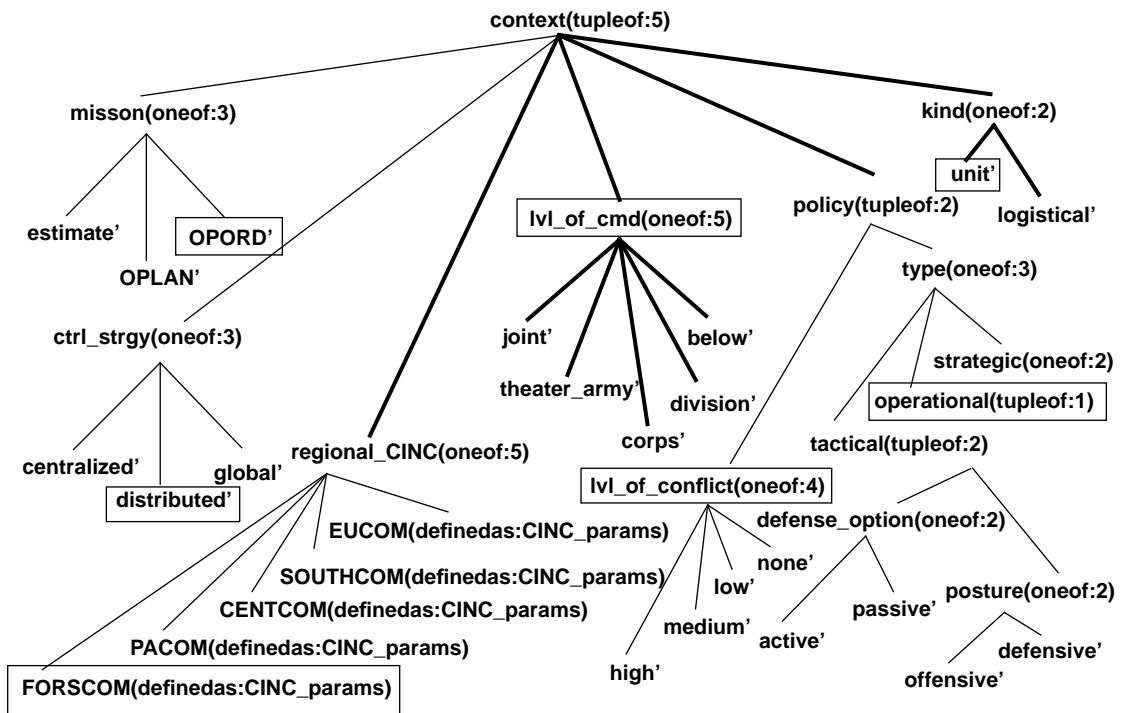 context(tupleof:5)
misson(oneof:3)
kind(oneof:2)
unit’
policy(tupleof:2)
logistical’
lvl_of_cmd(oneof:5)
estimate’
OPORD’
OPLAN’
type(oneof:3)
ctrl_strgy(oneof:3)
joint’
below’
strategic(oneof:2)
theater_army’
division’
operational(tupleof:1)
corps’
tactical(tupleof:2)
regional_CINC(oneof:5)
centralized’
global’
distributed’
lvl_of_conflict(oneof:4)
defense_option(oneof:2)
EUCOM(definedas:CINC_params)
none’
SOUTHCOM(definedas:CINC_params)
low’
posture(oneof:2)
CENTCOM(definedas:CINC_params)
passive’
medium’
active’
PACOM(definedas:CINC_params)
defensive’
high’
offensive’
FORSCOM(definedas:CINC_params)